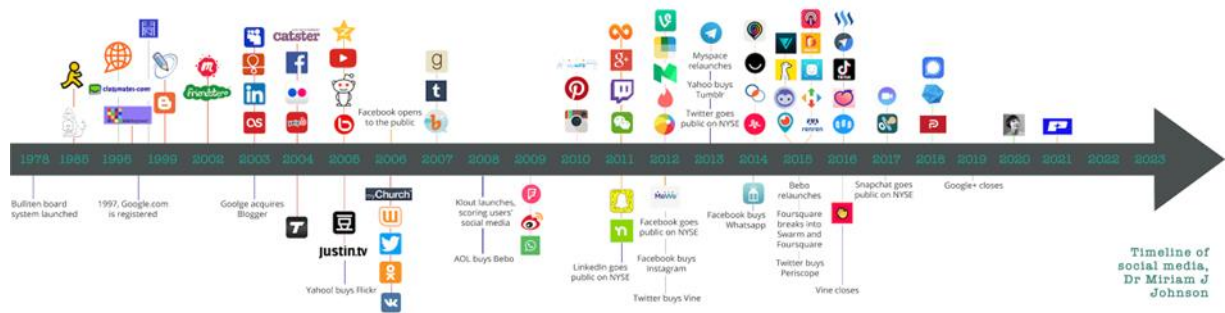 catster
classmates-com
friendster
Facebook opens
to the public
Myspace
relaunches
Yahoo buys
Tumblr
Twitter goes
public on NYSE
renren
1978 1985 1995 1999 2002 2003 2004 2005 2006 2007 2008 2009 2010 2011 2012 2013 2014 2015 2016 2017 2018 2019 2020 2021 2022 2023
Bulliten board
system launched
1997, Google.com
is registered
Goolge acquires
Blogger
justin.tv
Yahoo! buys Flickr
myChurch
Klout launches,
scoring users'
social media
AOL buys Bebo
LinkedIn goes
public on NYSE
MeWe
Facebook goes
public on NYSE
Facebook buys
Instagram
Twitter buys Vine
Facebook buys
Whatsapp
Bebo
relaunches
Foursquare
breaks into
Swarm and
Foursquare
Twitter buys
Periscope
Vine closes
Snapchat goes
public on NYSE
Google+ closes
Timeline of
social media,
Dr Miriam J
Johnson